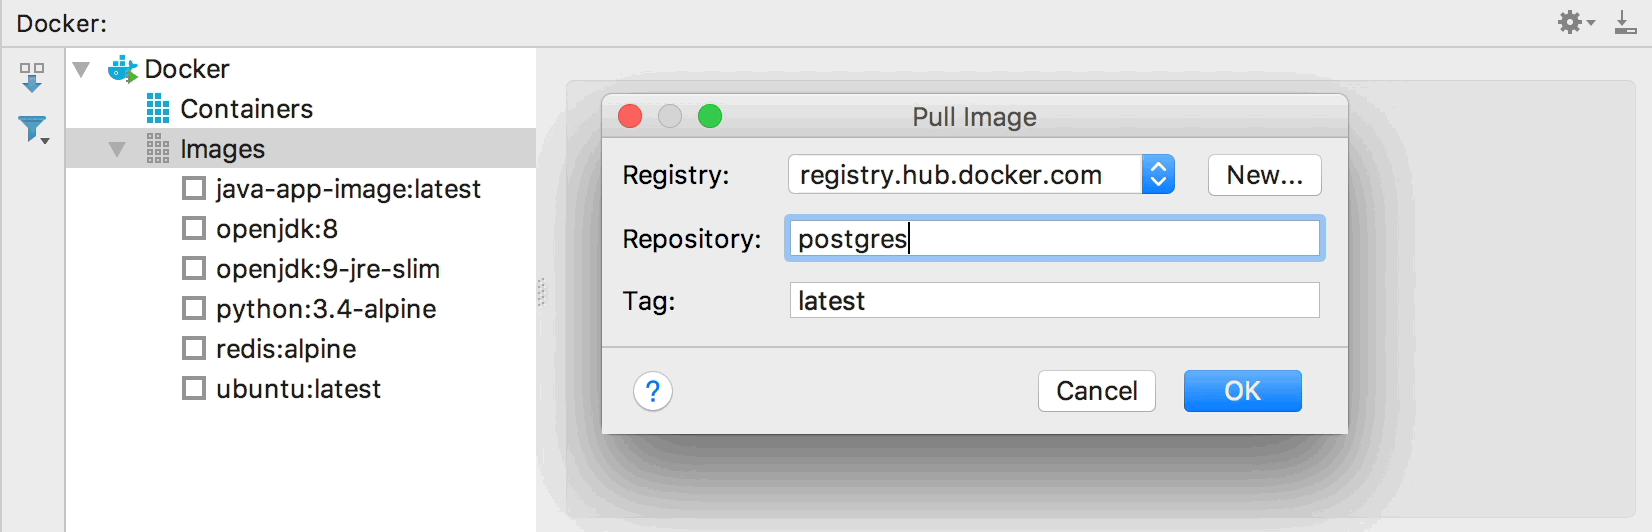 Docker:
Docker
Containers
Images
java-app-image:latest
openjdk:8
openjdk:9-jre-slim
python:3.4-alpine
redis:alpine
ubuntu:latest
Pull Image
Registry: registry.hub.docker.com New...
Repository: postgres
Tag: latest
? Cancel OK